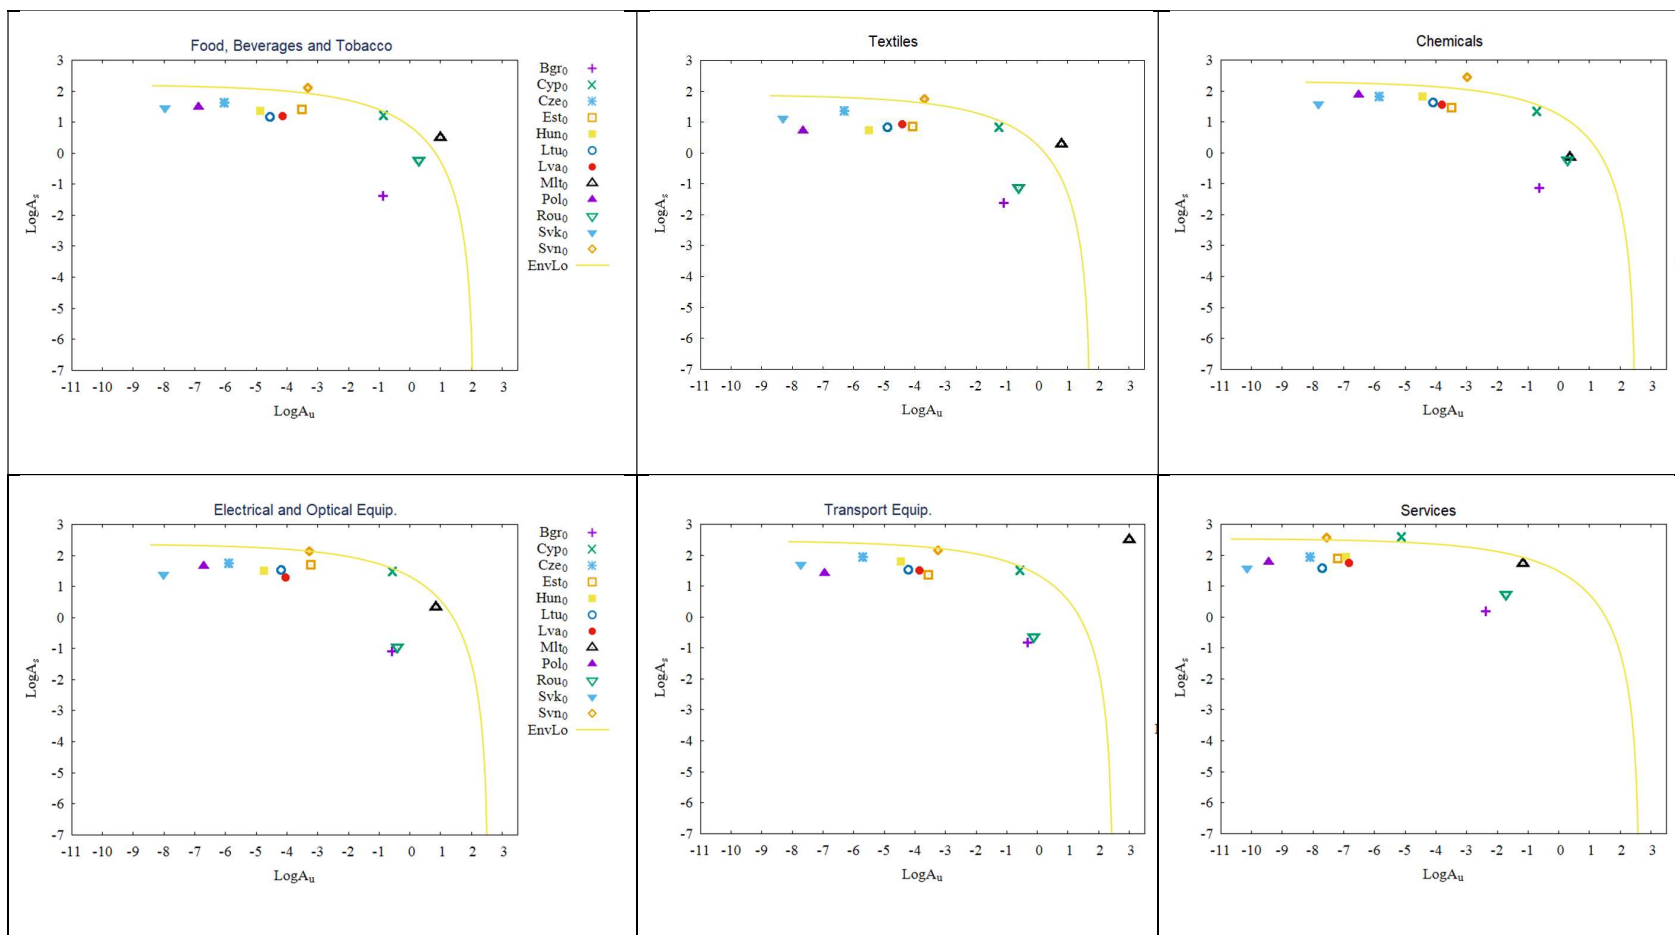 Food, Beverages and Tobacco
3
2
1
0
-1
-2
-3
-4
-5
-6
-7
LogAₛ
-11 -10 -9 -8 -7 -6 -5 -4 -3 -2 -1 0 1 2 3
LogAᵤ
Bgr₀
Cyp₀
Cze₀
Est₀
Hun₀
Ltu₀
Lva₀
Mlt₀
Pol₀
Rou₀
Svk₀
Svn₀
EnvLo
Textiles
3
2
1
0
-1
-2
-3
-4
-5
-6
-7
LogAₛ
-11 -10 -9 -8 -7 -6 -5 -4 -3 -2 -1 0 1 2 3
LogAᵤ
Chemicals
3
2
1
0
-1
-2
-3
-4
-5
-6
-7
LogAₛ
-11 -10 -9 -8 -7 -6 -5 -4 -3 -2 -1 0 1 2 3
LogAᵤ
Electrical and Optical Equip.
3
2
1
0
-1
-2
-3
-4
-5
-6
-7
LogAₛ
-11 -10 -9 -8 -7 -6 -5 -4 -3 -2 -1 0 1 2 3
LogAᵤ
Bgr₀
Cyp₀
Cze₀
Est₀
Hun₀
Ltu₀
Lva₀
Mlt₀
Pol₀
Rou₀
Svk₀
Svn₀
EnvLo
Transport Equip.
3
2
1
0
-1
-2
-3
-4
-5
-6
-7
LogAₛ
-11 -10 -9 -8 -7 -6 -5 -4 -3 -2 -1 0 1 2 3
LogAᵤ
Services
3
2
1
0
-1
-2
-3
-4
-5
-6
-7
LogAₛ
-11 -10 -9 -8 -7 -6 -5 -4 -3 -2 -1 0 1 2 3
LogAᵤ